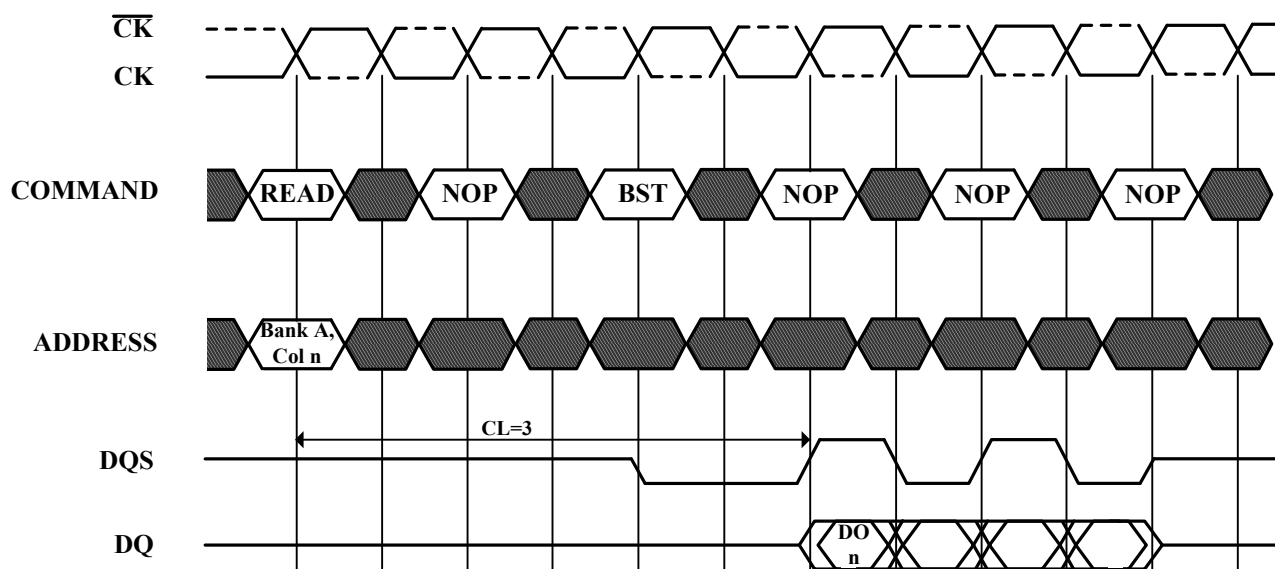 CK
CK
COMMAND
READ NOP BST NOP NOP NOP
ADDRESS
Bank A,
Col n
CL=3
DQS
DQ
DO
n